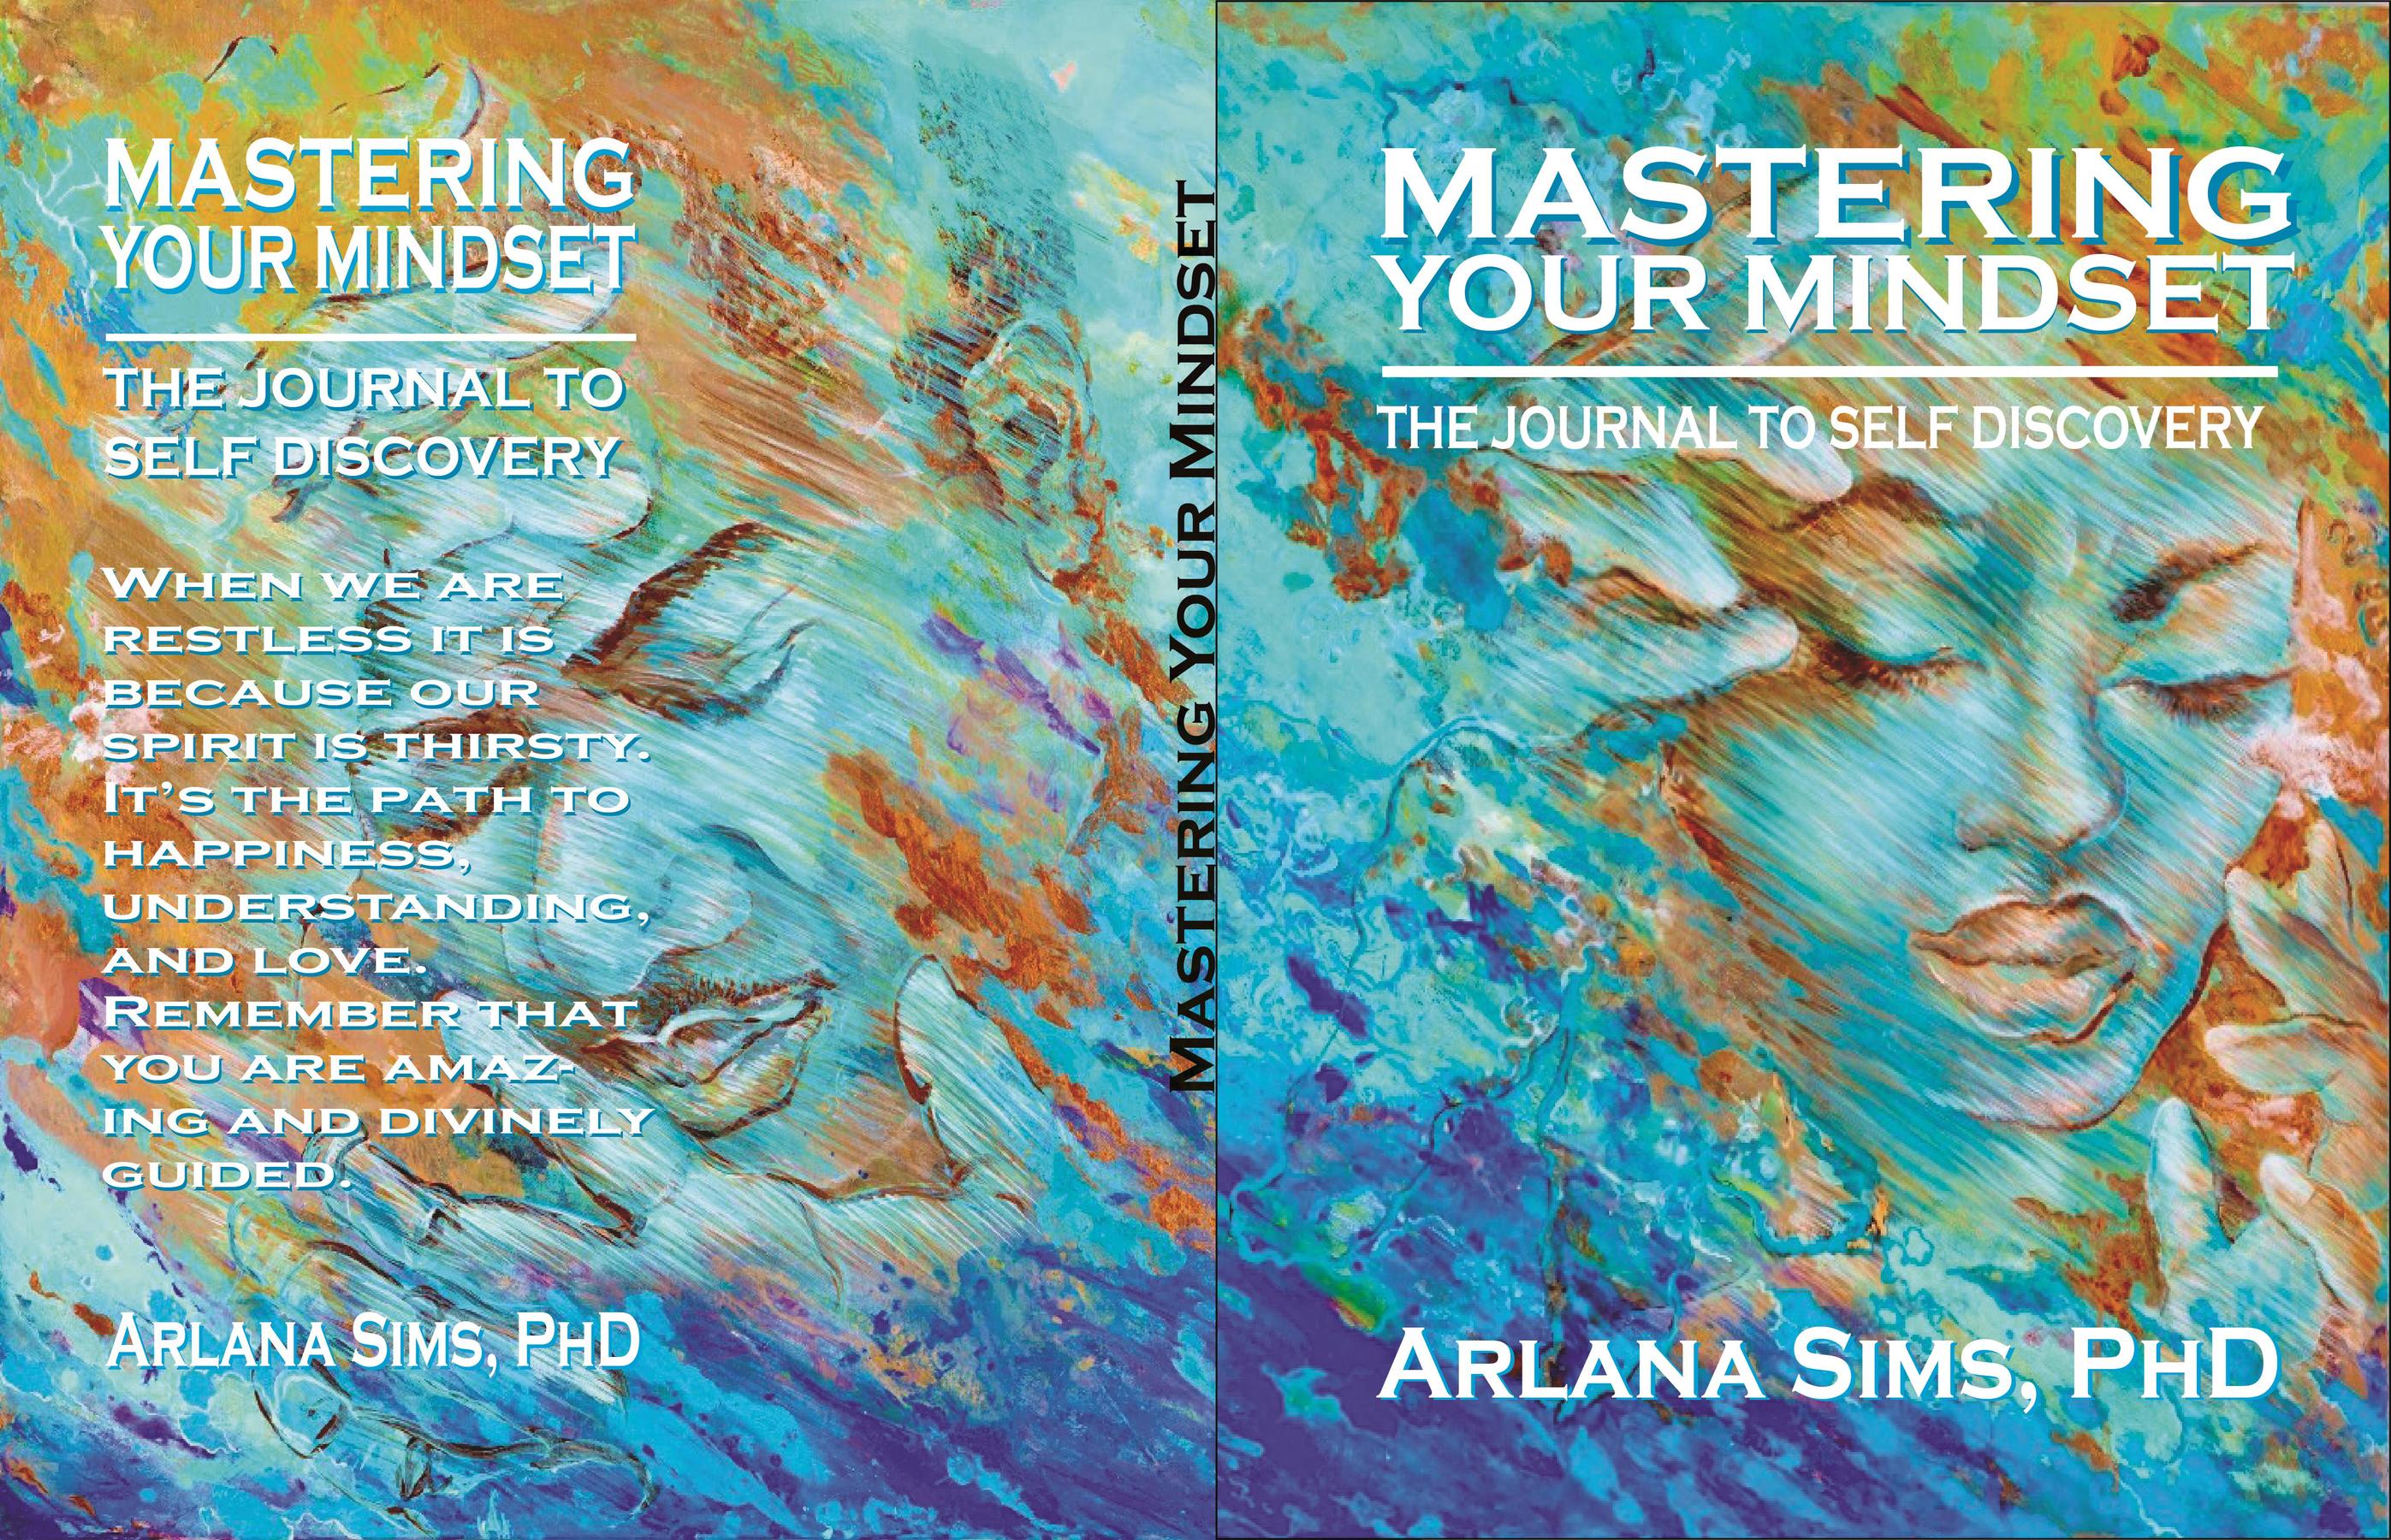 MASTERING
YOUR MINDSET
THE JOURNAL TO
SELF DISCOVERY
WHEN WE ARE
RESTLESS IT IS
BECAUSE OUR
SPIRIT IS THIRSTY.
IT'S THE PATH TO
HAPPINESS,
UNDERSTANDING,
AND LOVE.
REMEMBER THAT
YOU ARE AMAZ-
ING AND DIVINELY
GUIDED.
ARLANA SIMS, PHD
MASTERING YOUR MINDSET
MASTERING
YOUR MINDSET
THE JOURNAL TO SELF DISCOVERY
ARLANA SIMS, PHD